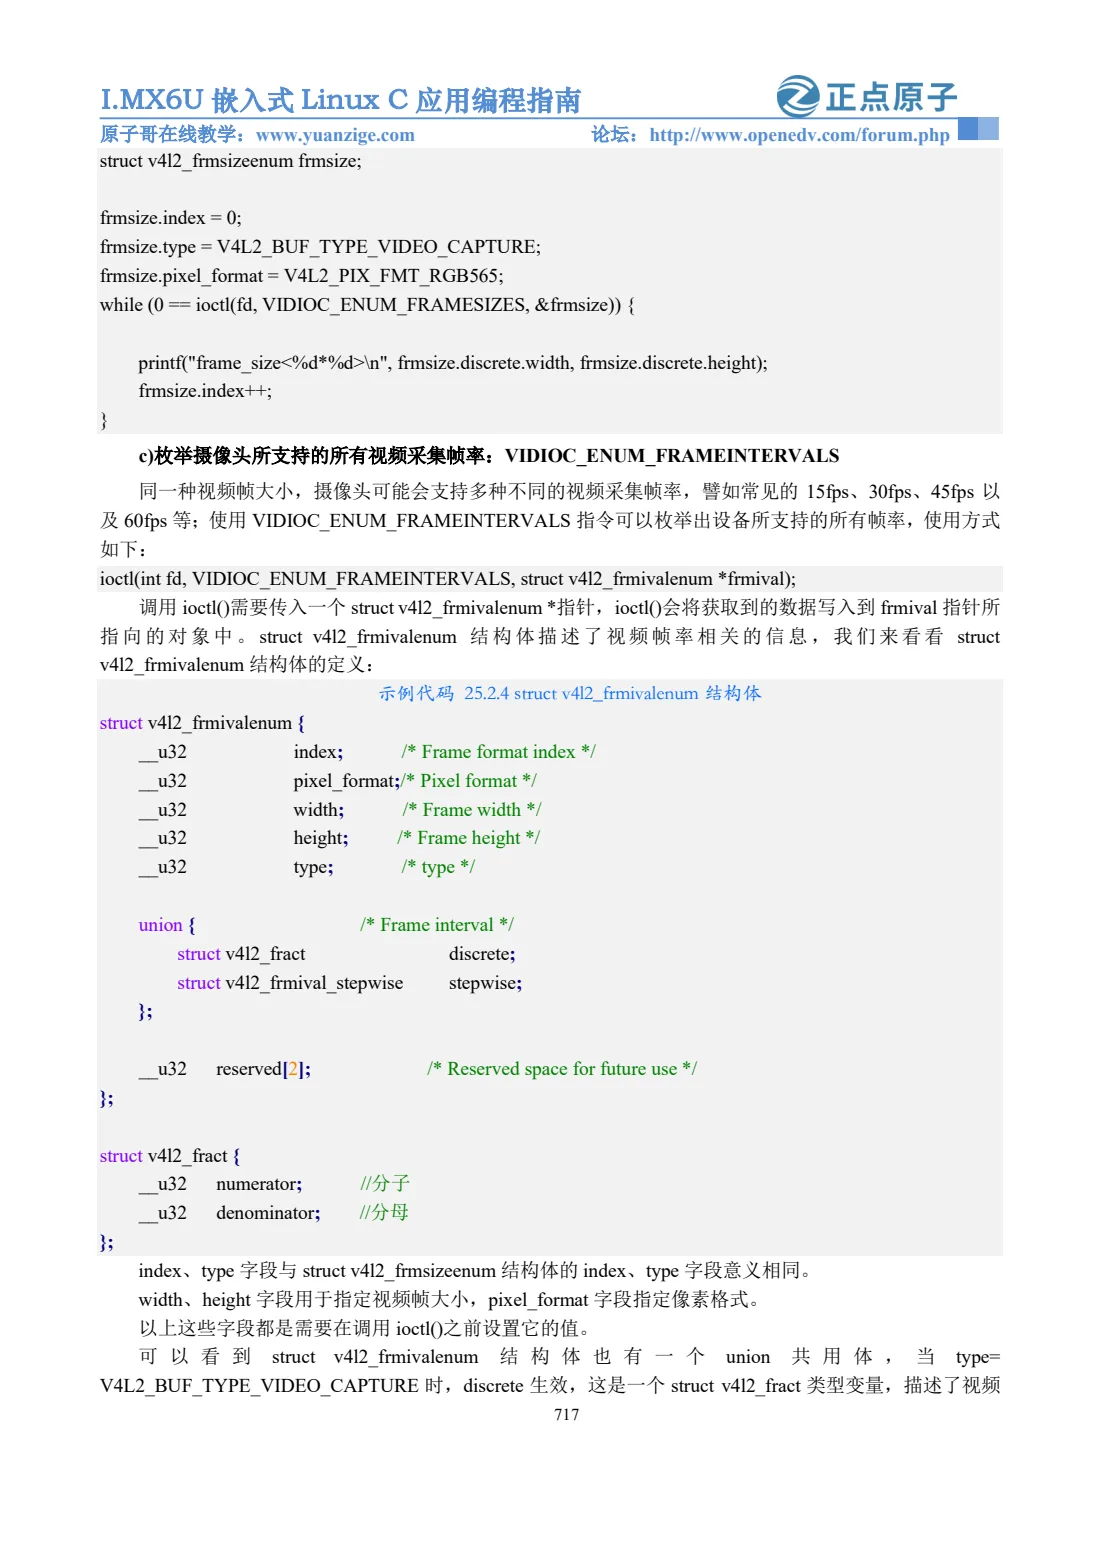 I.MX6U 嵌入式 Linux C 应用编程指南
正点原子
原子哥在线教学：www.yuanzige.com 论坛：http://www.openedv.com/forum.php
struct v4l2_frmsizeenum frmsize;
frmsize.index = 0;
frmsize.type = V4L2_BUF_TYPE_VIDEO_CAPTURE;
frmsize.pixel_format = V4L2_PIX_FMT_RGB565;
while (0 == ioctl(fd, VIDIOC_ENUM_FRAMESIZES, &frmsize)) {
printf("frame_size<%d*%d>\n", frmsize.discrete.width, frmsize.discrete.height);
frmsize.index++;
}
c)枚举摄像头所支持的所有视频采集帧率：VIDIOC_ENUM_FRAMEINTERVALS
同一种视频帧大小，摄像头可能会支持多种不同的视频采集帧率，譬如常见的 15fps、30fps、45fps 以
及 60fps 等；使用 VIDIOC_ENUM_FRAMEINTERVALS 指令可以枚举出设备所支持的所有帧率，使用方式
如下：
ioctl(int fd, VIDIOC_ENUM_FRAMEINTERVALS, struct v4l2_frmivalenum *frmival);
调用 ioctl()需要传入一个 struct v4l2_frmivalenum *指针，ioctl()会将获取到的数据写入到 frmival 指针所
指向的对象中。struct v4l2_frmivalenum 结构体描述了视频帧率相关的信息，我们来看看 struct
v4l2_frmivalenum 结构体的定义：
示例代码 25.2.4 struct v4l2_frmivalenum 结构体
struct v4l2_frmivalenum {
__u32 index; /* Frame format index */
__u32 pixel_format;/* Pixel format */
__u32 width; /* Frame width */
__u32 height; /* Frame height */
__u32 type; /* type */
union { /* Frame interval */
struct v4l2_fract discrete;
struct v4l2_frmival_stepwise stepwise;
};
__u32 reserved[2]; /* Reserved space for future use */
};
struct v4l2_fract {
__u32 numerator; //分子
__u32 denominator; //分母
};
index、type 字段与 struct v4l2_frmsizeenum 结构体的 index、type 字段意义相同。
width、height 字段用于指定视频帧大小，pixel_format 字段指定像素格式。
以上这些字段都是需要在调用 ioctl()之前设置它的值。
可以看到 struct v4l2_frmivalenum 结构体也有一个 union 共用体，当 type=
V4L2_BUF_TYPE_VIDEO_CAPTURE 时，discrete 生效，这是一个 struct v4l2_fract 类型变量，描述了视频
717